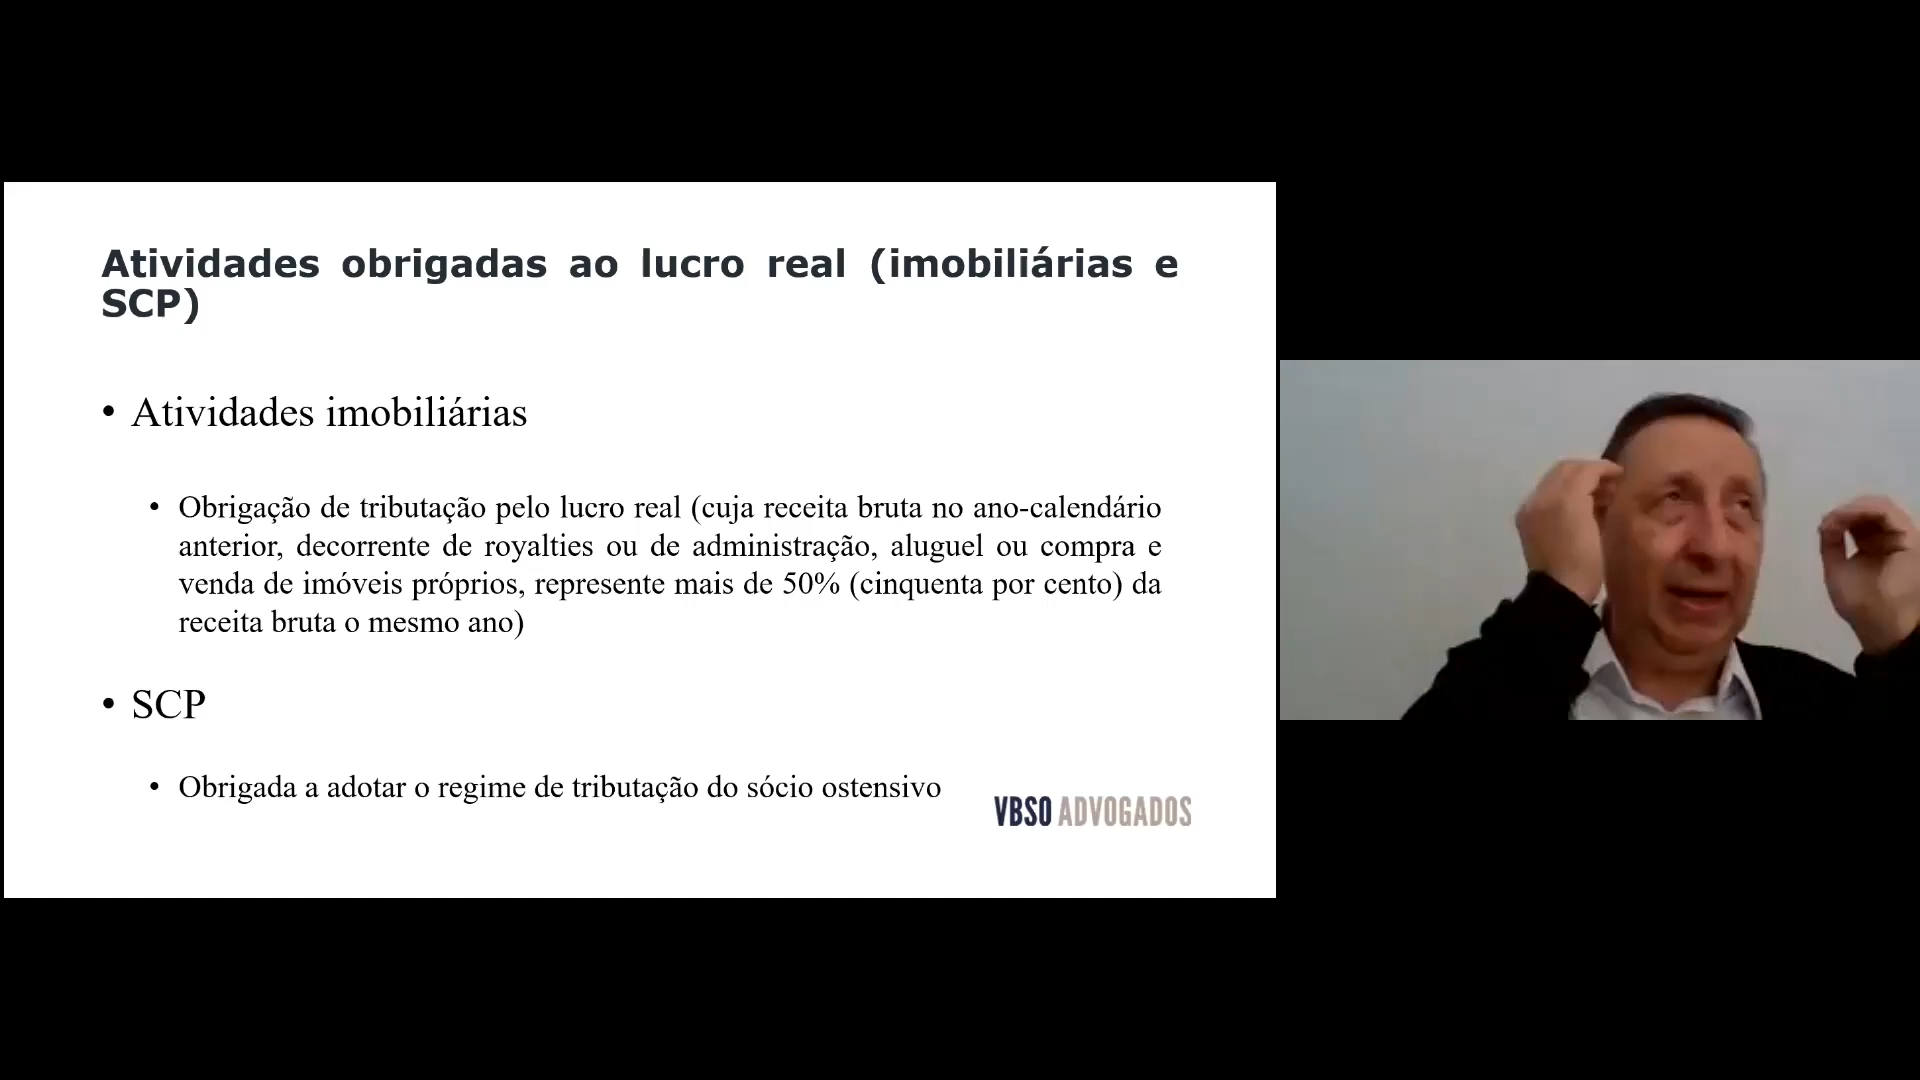 Atividades obrigadas ao lucro real (imobiliárias e
SCP)
• Atividades imobiliárias
• Obrigação de tributação pelo lucro real (cuja receita bruta no ano-calendário
anterior, decorrente de royalties ou de administração, aluguel ou compra e
venda de imóveis próprios, represente mais de 50% (cinquenta por cento) da
receita bruta o mesmo ano)
• SCP
• Obrigada a adotar o regime de tributação do sócio ostensivo
VBSO ADVOGADOS